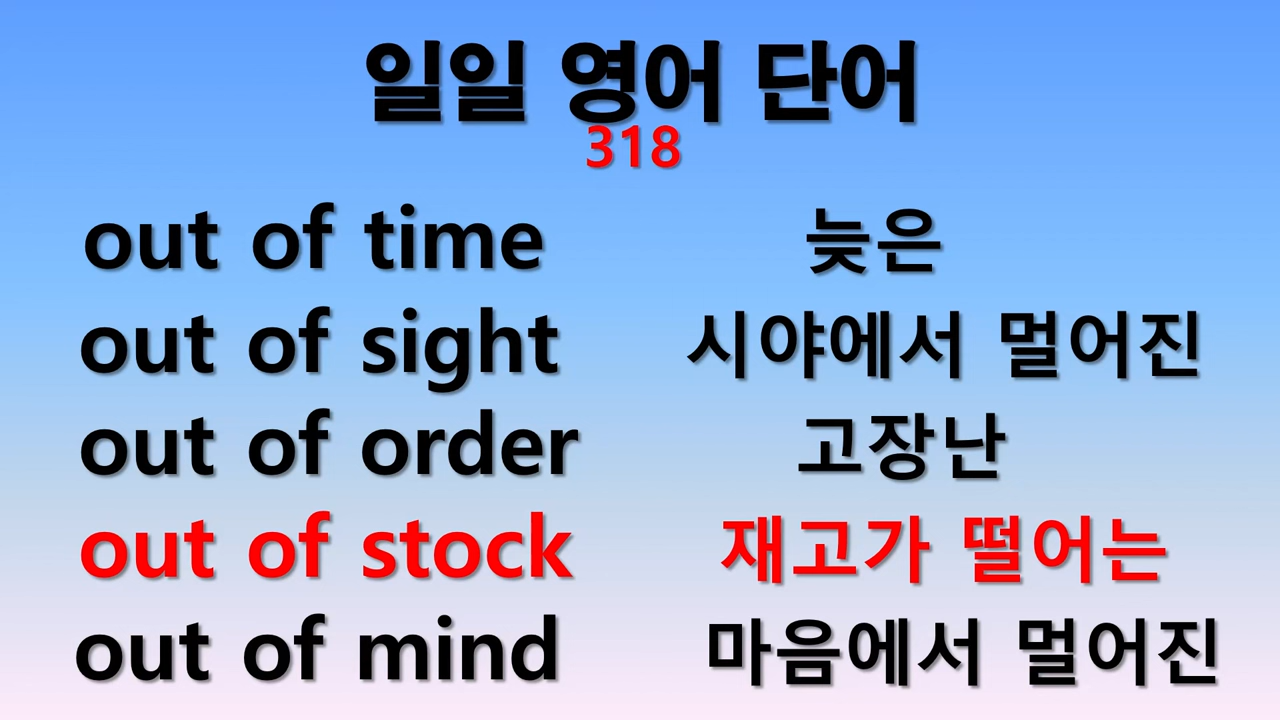 일일 영어 단어
318
out of time 늦은
out of sight 시야에서 멀어진
out of order 고장난
out of stock 재고가 떨어는
out of mind 마음에서 멀어진